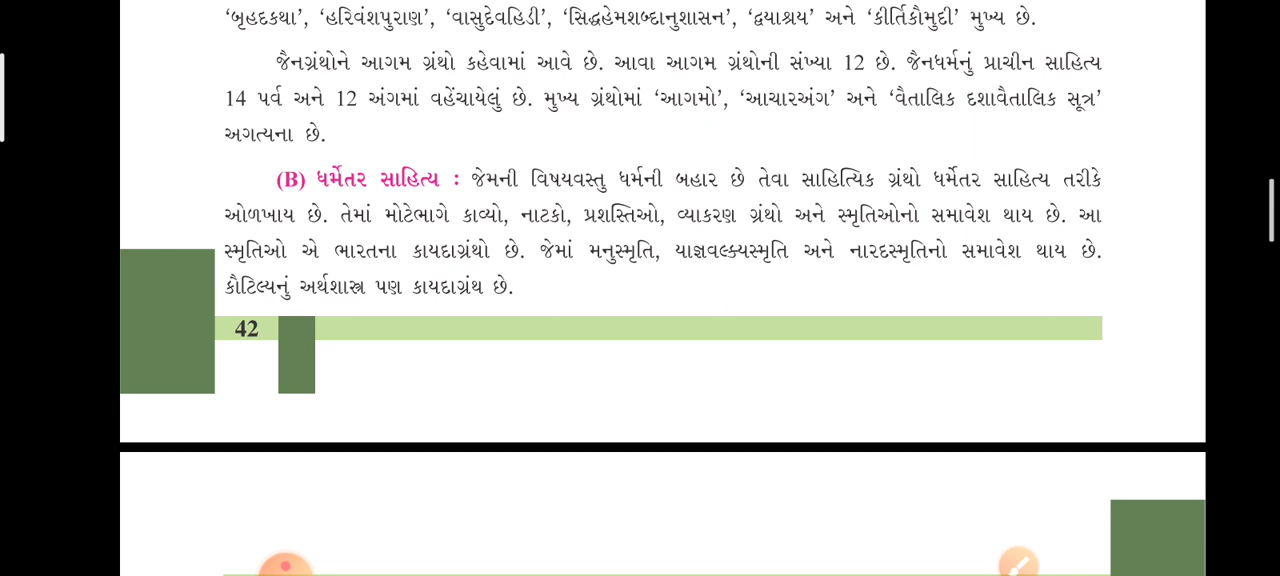 ‘બૃહદકથા’, ‘હરિવંશપુરાણ’, ‘વાસુદેવહિડી’, ‘સિદ્ધહેમશબ્દાનુશાસન’, ‘દ્વયાશ્રય’ અને ‘કીર્તિકૌમુદી’ મુખ્ય છે.
જૈનગ્રંથોને આગમ ગ્રંથો કહેવામાં આવે છે. આવા આગમ ગ્રંથોની સંખ્યા 12 છે. જૈનધર્મનું પ્રાચીન સાહિત્ય
14 પર્વ અને 12 અંગમાં વહેંચાયેલું છે. મુખ્ય ગ્રંથોમાં ‘આગમો’, ‘આચારઅંગ’ અને ‘વૈતાલિક દશાવૈતાલિક સૂત્ર’
અગત્યના છે.
(B) ધર્મેતર સાહિત્ય : જેમની વિષયવસ્તુ ધર્મની બહાર છે તેવા સાહિત્યિક ગ્રંથો ધર્મેતર સાહિત્ય તરીકે
ઓળખાય છે. તેમાં મોટેભાગે કાવ્યો, નાટકો, પ્રશસ્તિઓ, વ્યાકરણ ગ્રંથો અને સ્મૃતિઓનો સમાવેશ થાય છે. આ
સ્મૃતિઓ એ ભારતના કાયદાગ્રંથો છે. જેમાં મનુસ્મૃતિ, યાજ્ઞવલ્ક્યસ્મૃતિ અને નારદસ્મૃતિનો સમાવેશ થાય છે.
કૌટિલ્યનું અર્થશાસ્ત્ર પણ કાયદાગ્રંથ છે.
42